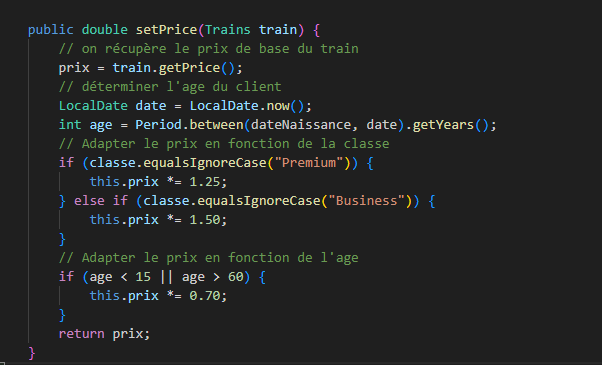 public double setPrice(Trains train) {
// on récupère le prix de base du train
prix = train.getPrice();
// déterminer l'age du client
LocalDate date = LocalDate.now();
int age = Period.between(dateNaissance, date).getYears();
// Adapter le prix en fonction de la classe
if (classe.equalsIgnoreCase("Premium")) {
this.prix *= 1.25;
} else if (classe.equalsIgnoreCase("Business")) {
this.prix *= 1.50;
}
// Adapter le prix en fonction de l'age
if (age < 15 || age > 60) {
this.prix *= 0.70;
}
return prix;
}